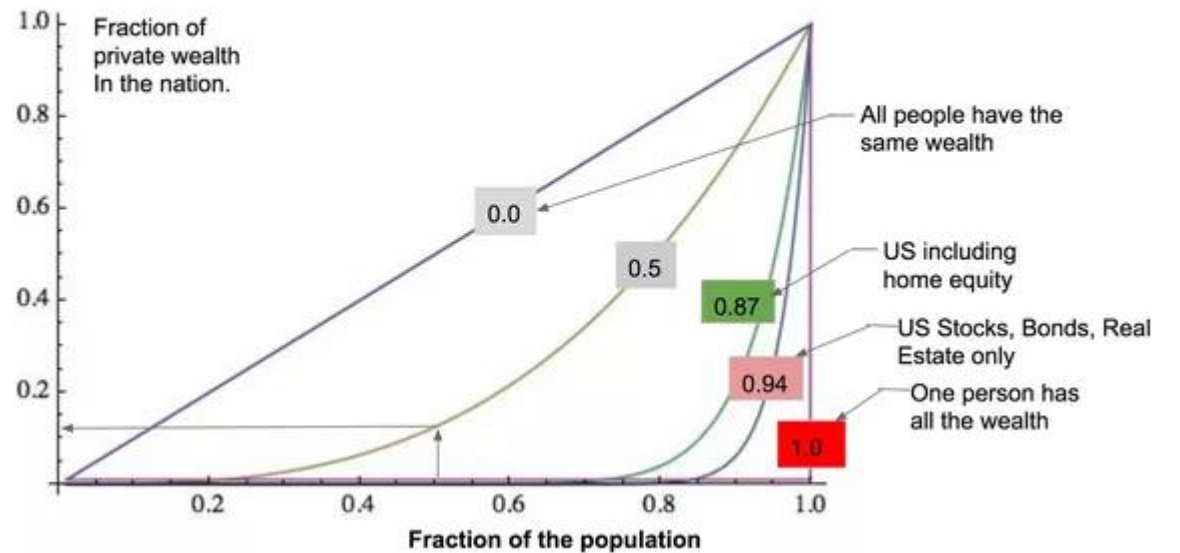 1.0
Fraction of
private wealth
In the nation.
0.8
All people have the
same wealth
0.6
0.0
0.5
US including
home equity
0.4
0.87
US Stocks, Bonds, Real
Estate only
0.94
0.2
One person has
all the wealth
1.0
0.2
0.4
0.6
0.8
1.0
Fraction of the population